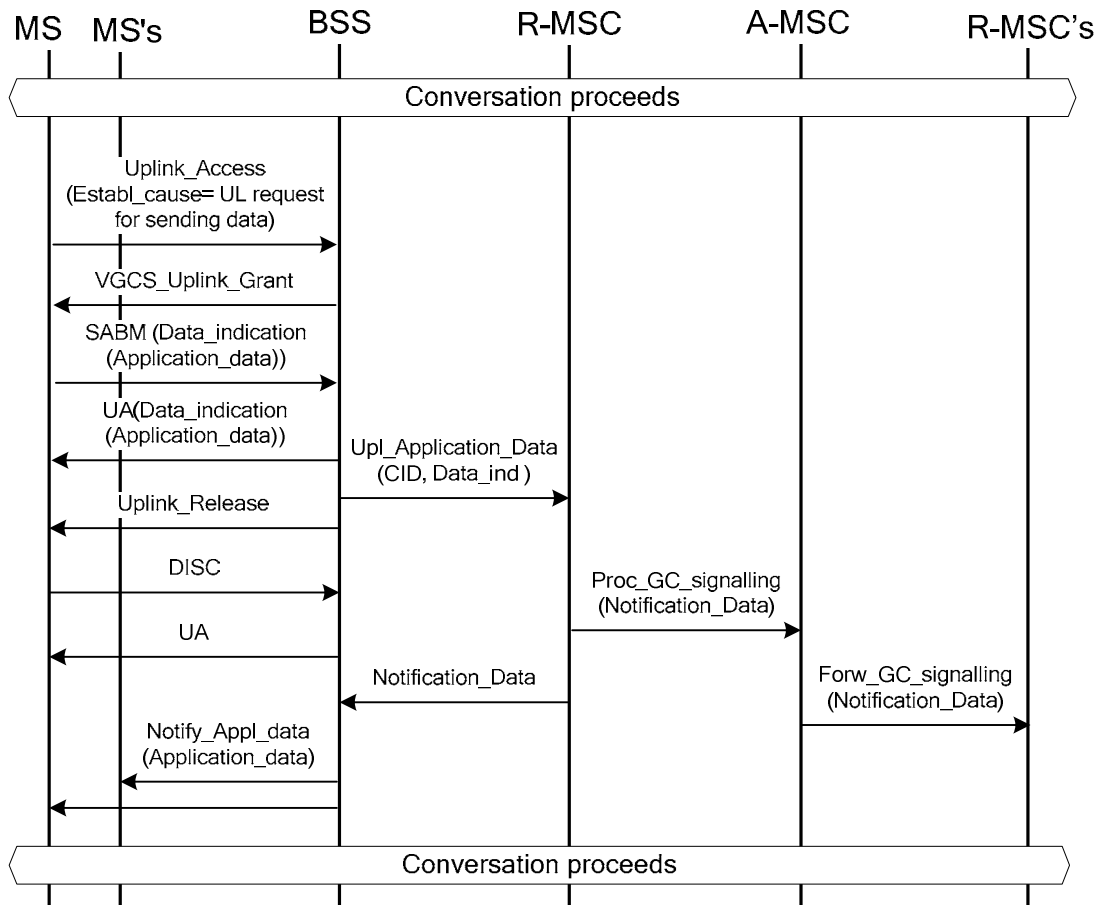 MS MS's BSS R-MSC A-MSC R-MSC's
Conversation proceeds
Uplink_Access
(Establ_cause= UL request
for sending data)
VGCS_Uplink_Grant
SABM (Data_indication
(Application_data))
UA(Data_indication
(Application_data))
Upl_Application_Data
(CID, Data_ind )
Uplink_Release
DISC
Proc_GC_signalling
(Notification_Data)
UA
Notification_Data
Forw_GC_signalling
(Notification_Data)
Notify_Appl_data
(Application_data)
Conversation proceeds